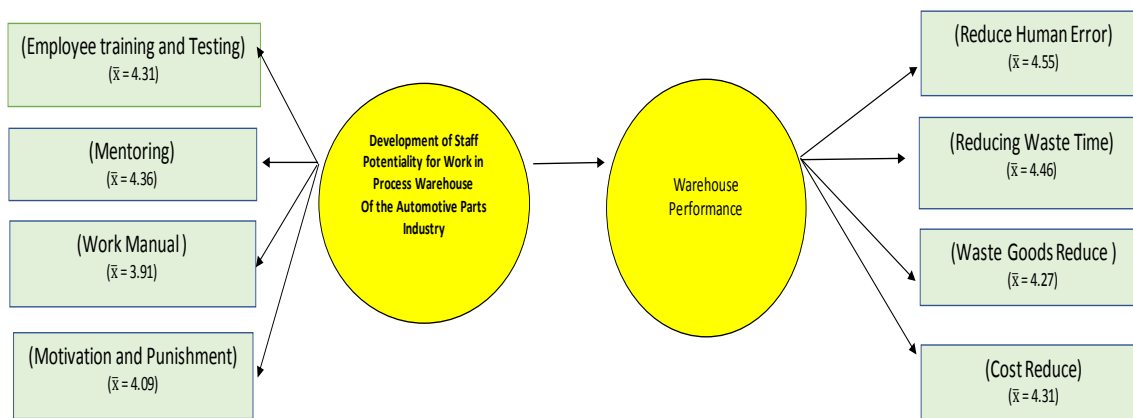 (Employee training and Testing)
(x̄ = 4.31)
(Mentoring)
(x̄ = 4.36)
(Work Manual )
(x̄ = 3.91)
(Motivation and Punishment)
(x̄ = 4.09)
Development of Staff
Potentiality for Work in
Process Warehouse
Of the Automotive Parts
Industry
Warehouse
Performance
(Reduce Human Error)
(x̄ = 4.55)
(Reducing Waste Time)
(x̄ = 4.46)
(Waste Goods Reduce )
(x̄ = 4.27)
(Cost Reduce)
(x̄ = 4.31)